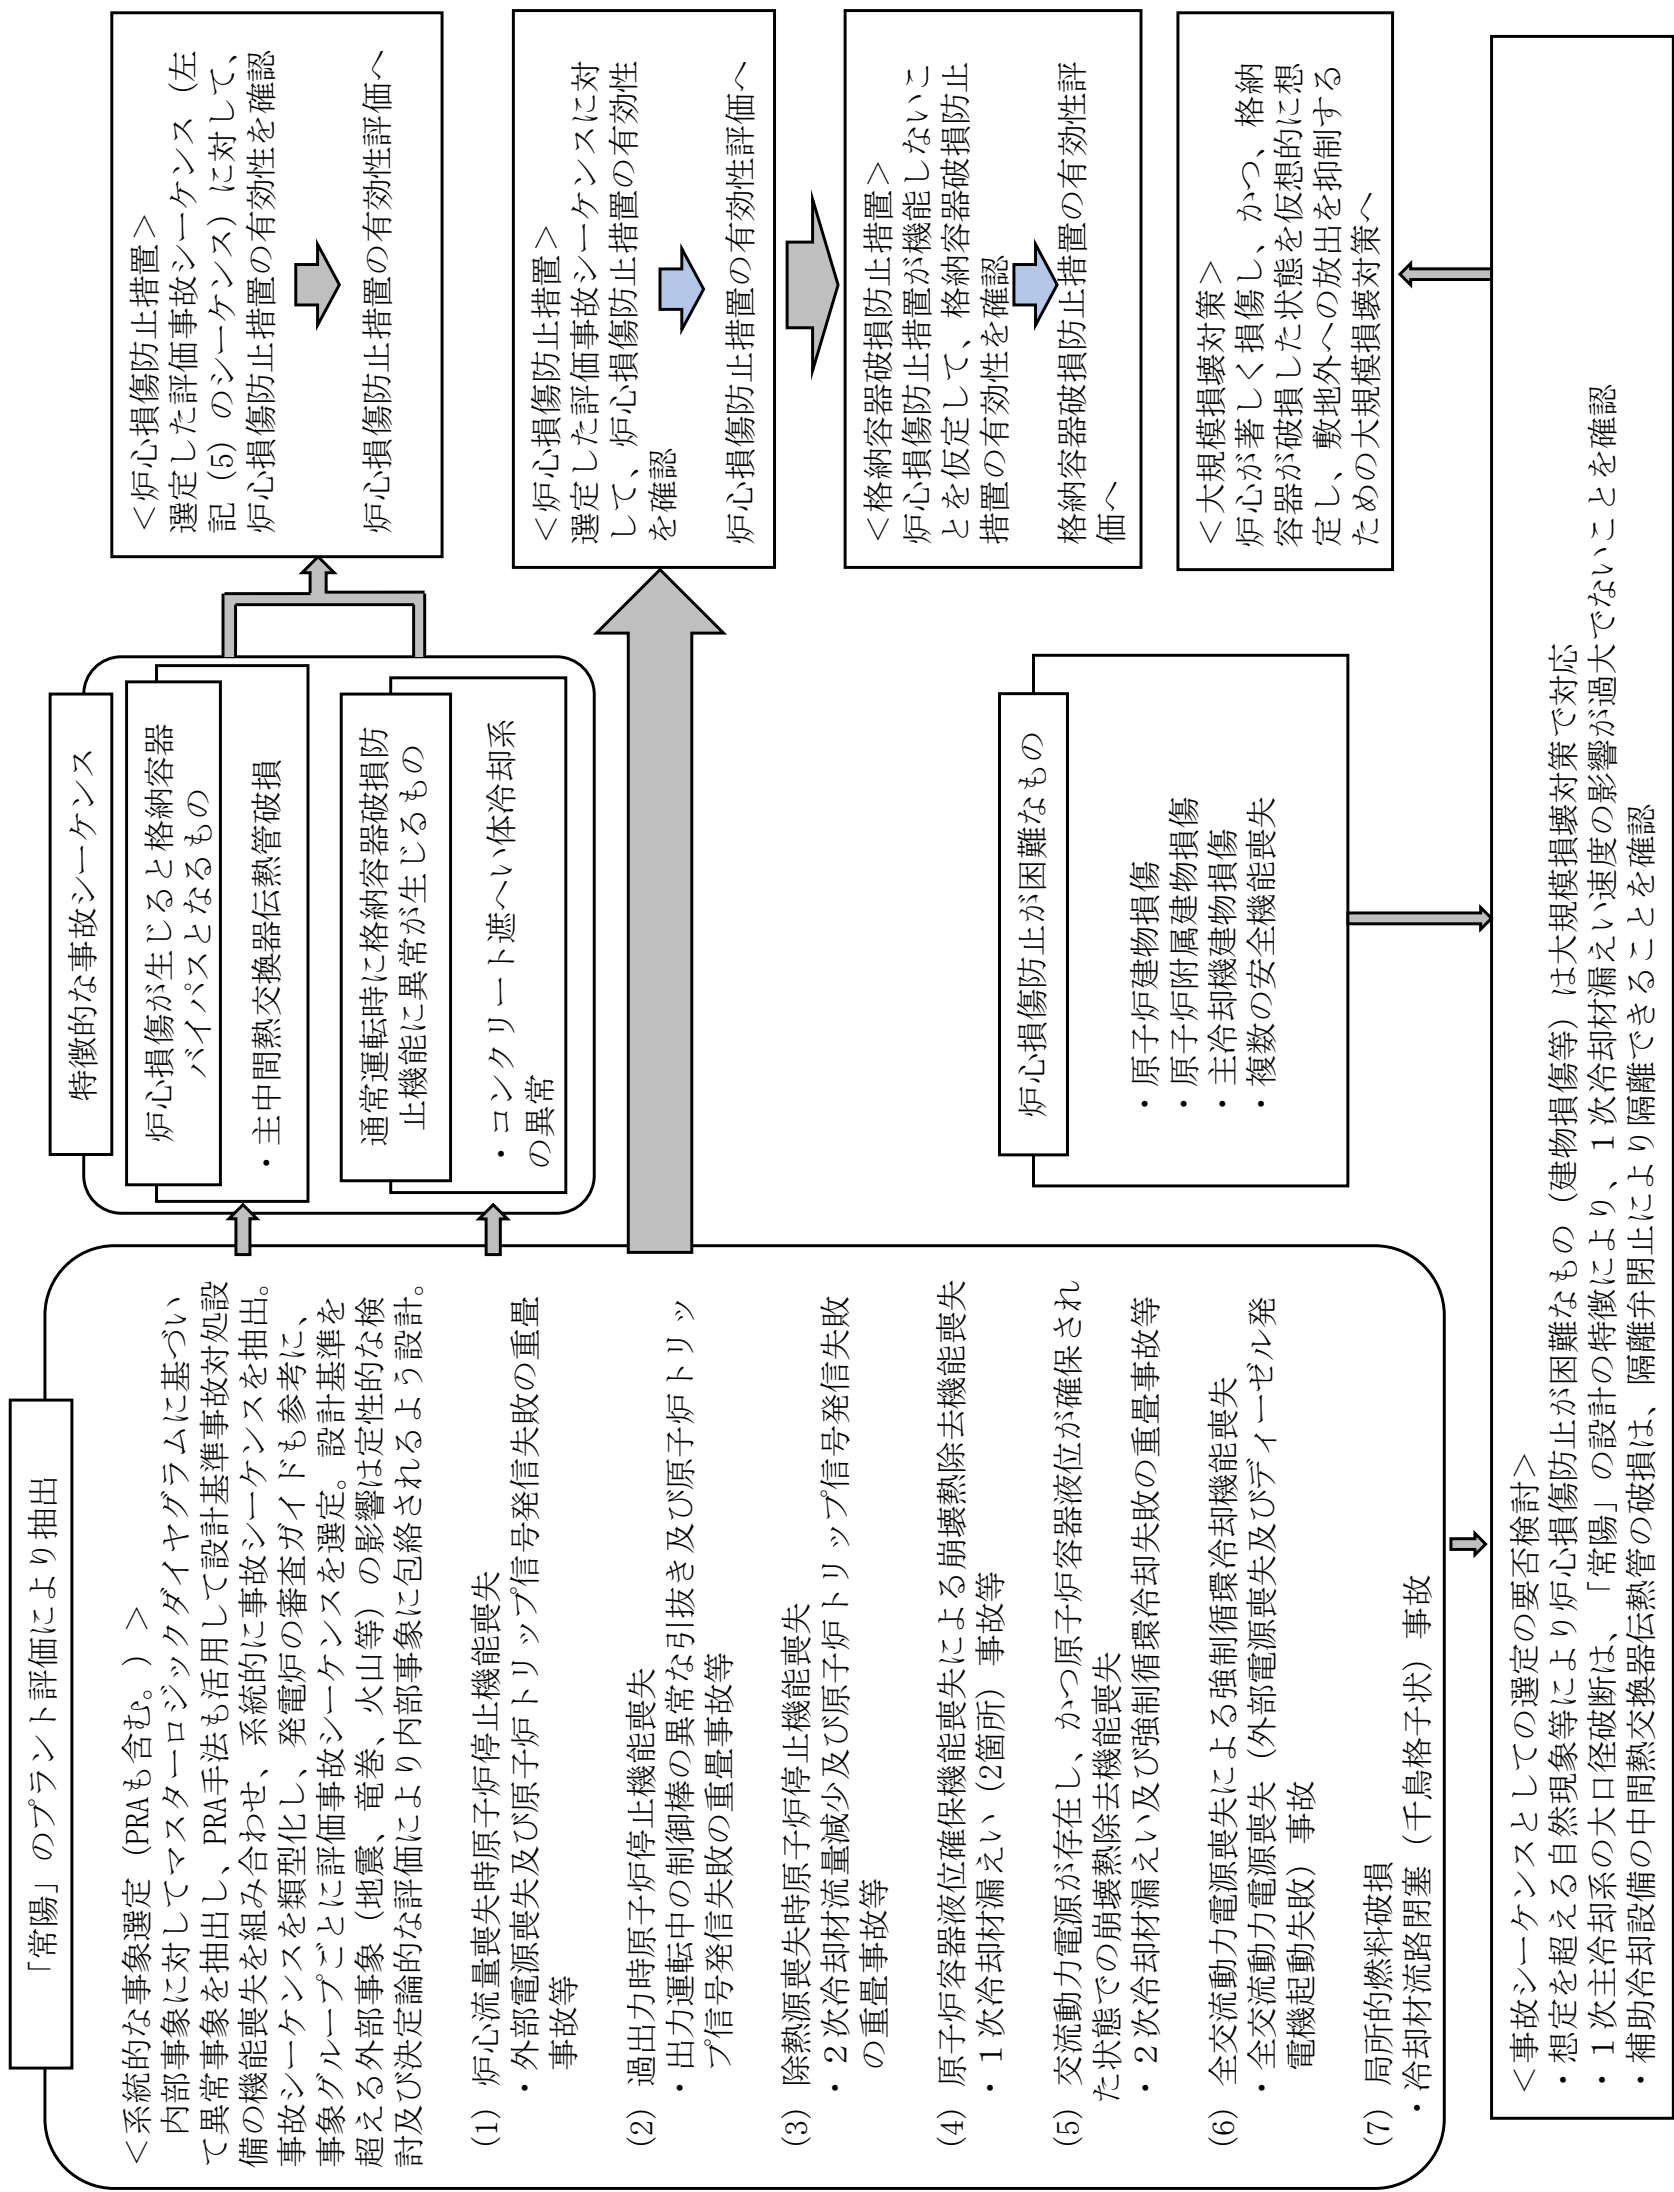 「常陽」のプラント評価により抽出
＜系統的な事象選定（PRAも含む。）＞
内部事象に対してマスターロジックダイヤグラムに基づい
て異常事象を抽出し、PRA手法も活用して設計基準事故対処設
備の機能喪失を組み合わせ、系統的に事故シーケンスを抽出。
事故シーケンスを類型化し、発電炉の審査ガイドも参考に、
事象グループごとに評価事故シーケンスを選定。設計基準を
超える外部事象（地震、竜巻、火山等）の影響は定性的な検
討及び決定論的な評価により内部事象に包絡されるよう設計。
(1) 炉心流量喪失時原子炉停止機能喪失
・外部電源喪失及び原子炉トリップ信号発信失敗の重畳
事故等
(2) 過出力時原子炉停止機能喪失
・出力運転中の制御棒の異常な引抜き及び原子炉トリッ
プ信号発信失敗の重畳事故等
(3) 除熱源喪失時原子炉停止機能喪失
・２次冷却材流量減少及び原子炉トリップ信号発信失敗
の重畳事故等
(4) 原子炉容器液位確保機能喪失による崩壊熱除去機能喪失
・１次冷却材漏えい（2箇所）事故等
(5) 交流動力電源が存在し、かつ原子炉容器液位が確保され
た状態での崩壊熱除去機能喪失
・２次冷却材漏えい及び強制循環冷却失敗の重畳事故等
(6) 全交流動力電源喪失による強制循環冷却機能喪失
・全交流動力電源喪失（外部電源喪失及びディーゼル発
電機起動失敗）事故
(7) 局所的燃料破損
・冷却材流路閉塞（千鳥格子状）事故
特徴的な事故シーケンス
炉心損傷が生じると格納容器
バイパスとなるもの
・主中間熱交換器伝熱管破損
通常運転時に格納容器破損防
止機能に異常が生じるもの
・コンクリート遮へい体冷却系
の異常
炉心損傷防止が困難なもの
・原子炉建物損傷
・原子炉附属建物損傷
・主冷却機建物損傷
・複数の安全機能喪失
＜炉心損傷防止措置＞
選定した評価事故シーケンス（左
記（5）のシーケンス）に対して、
炉心損傷防止措置の有効性を確認
炉心損傷防止措置の有効性評価へ
＜炉心損傷防止措置＞
選定した評価事故シーケンスに対
して、炉心損傷防止措置の有効性
を確認
炉心損傷防止措置の有効性評価へ
＜格納容器破損防止措置＞
炉心損傷防止措置が機能しないこ
とを仮定して、格納容器破損防止
措置の有効性を確認
格納容器破損防止措置の有効性評
価へ
＜大規模損壊対策＞
炉心が著しく損傷し、かつ、格納
容器が破損した状態を仮想的に想
定し、敷地外への放出を抑制する
ための大規模損壊対策へ
＜事故シーケンスとしての選定の要否検討＞
・想定を超える自然現象等により炉心損傷防止が困難なもの（建物損傷等）は大規模損壊対策で対応
・１次主冷却系の大口径破断は、「常陽」の設計の特徴により、１次冷却材漏えい速度の影響が過大でないことを確認
・補助冷却設備の中間熱交換器伝熱管の破損は、隔離弁閉止により隔離できることを確認